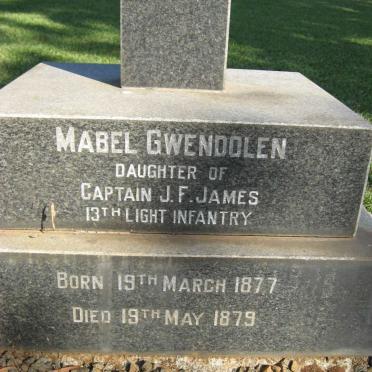 MABEL GWENDOLEN
DAUGHTER OF
CAPTAIN J.F. JAMES
13TH LIGHT INFANTRY
BORN 19TH MARCH 1877
DIED 19TH MAY 1879